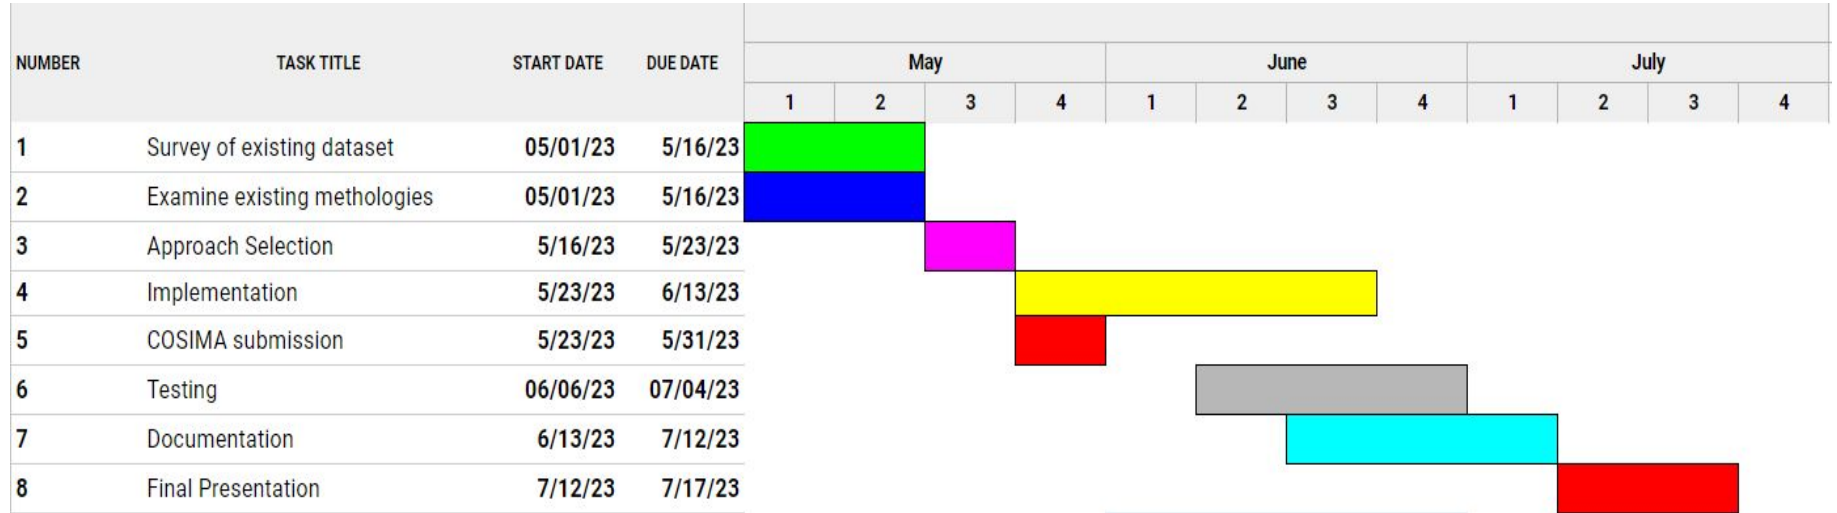 NUMBER TASK TITLE START DATE DUE DATE May June July
1 2 3 4 1 2 3 4 1 2 3 4
1 Survey of existing dataset 05/01/23 5/16/23
2 Examine existing methologies 05/01/23 5/16/23
3 Approach Selection 5/16/23 5/23/23
4 Implementation 5/23/23 6/13/23
5 COSIMA submission 5/23/23 5/31/23
6 Testing 06/06/23 07/04/23
7 Documentation 6/13/23 7/12/23
8 Final Presentation 7/12/23 7/17/23